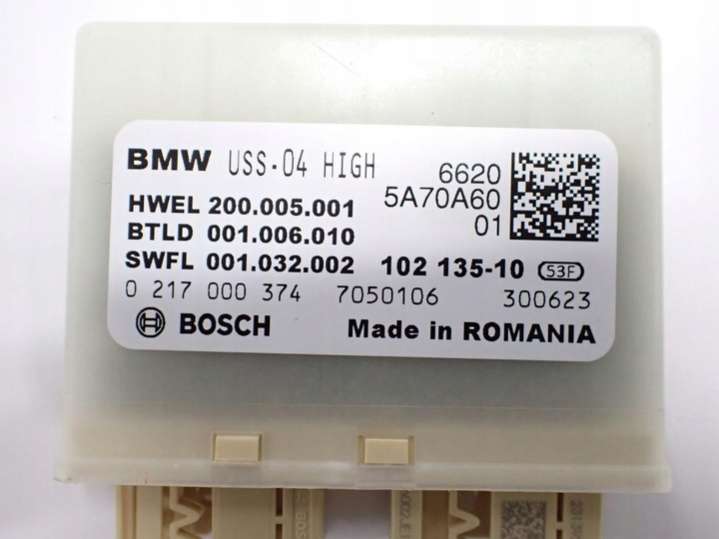 BMW USS-04 HIGH
6620
5A70A60
01
HWEL 200.005.001
BTLD 001.006.010
SWFL 001.032.002 102 135-10 53F
0 217 000 374 7050106 300623
BOSCH Made in ROMANIA